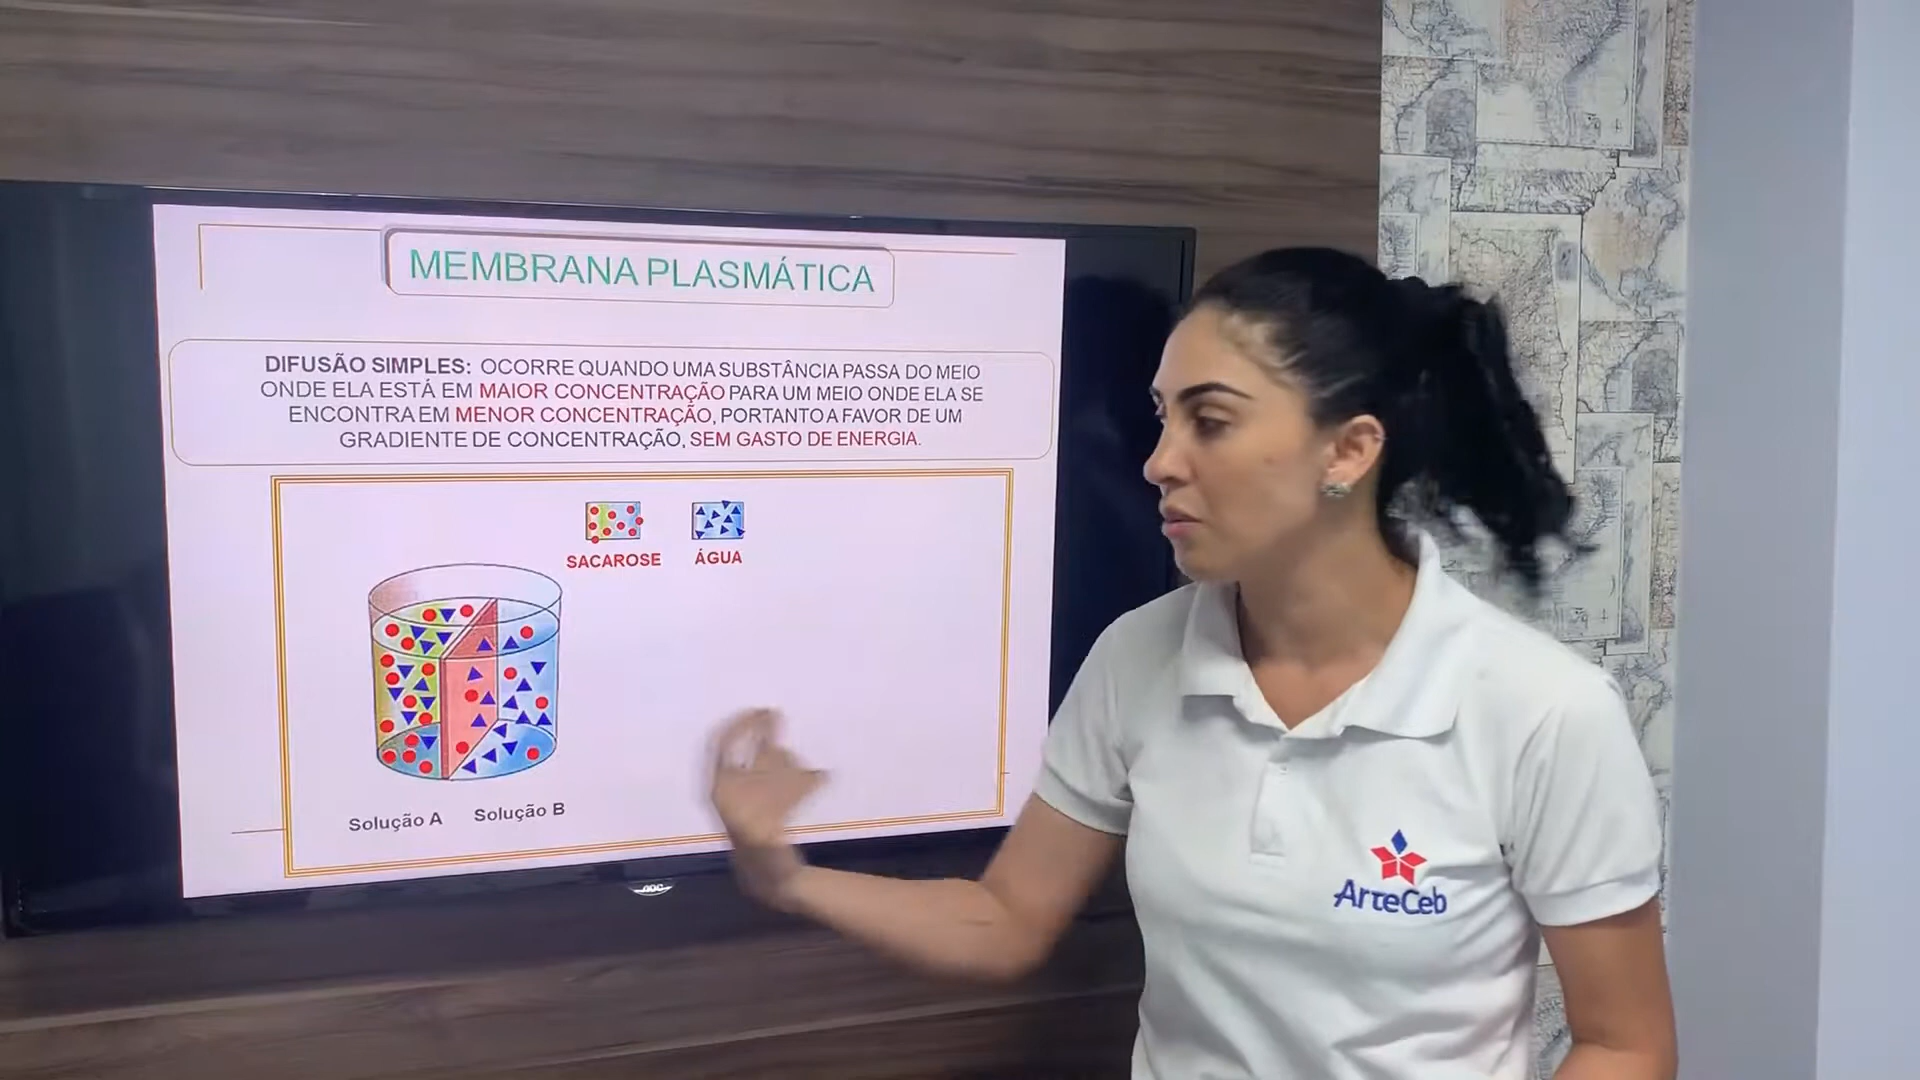 MEMBRANA PLASMÁTICA
DIFUSÃO SIMPLES: OCORRE QUANDO UMA SUBSTÂNCIA PASSA DO MEIO
ONDE ELA ESTÁ EM MAIOR CONCENTRAÇÃO PARA UM MEIO ONDE ELA SE
ENCONTRA EM MENOR CONCENTRAÇÃO, PORTANTO A FAVOR DE UM
GRADIENTE DE CONCENTRAÇÃO, SEM GASTO DE ENERGIA.
SACAROSE ÁGUA
Solução A Solução B
AOC
ArteCeb